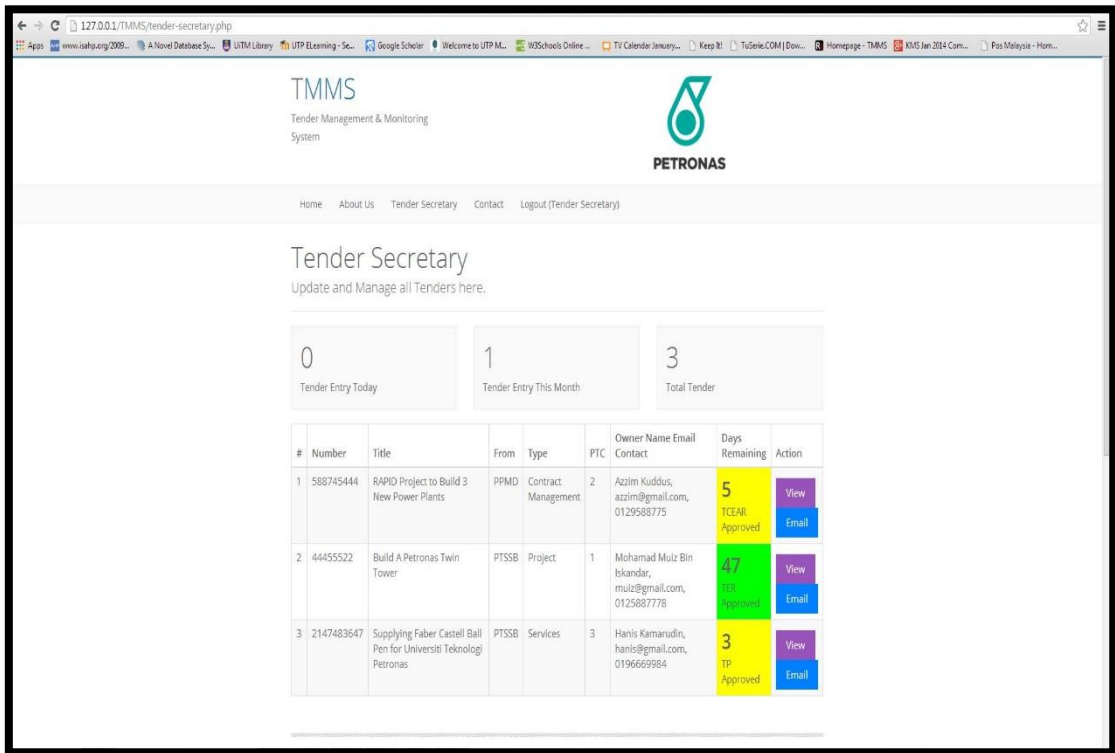 127.0.0.1/TMMS/tender-secretary.php
Apps www.isahp.org/2009... A Novel Database Sy... UiTM Library UTP ELearning - Se... Google Scholar Welcome to UTP M... W3Schools Online ... TV Calendar January... Keep It! TuSerie.COM | Dow... Homepage - TMMS KMS Jan 2014 Com... Pos Malaysia - Hom...
TMMS
Tender Management & Monitoring
System
PETRONAS
Home About Us Tender Secretary Contact Logout (Tender Secretary)
Tender Secretary
Update and Manage all Tenders here.
0
Tender Entry Today
1
Tender Entry This Month
3
Total Tender
# Number Title From Type PTC Owner Name Email Contact Days Remaining Action
1 588745444 RAPID Project to Build 3 PPMD Contract 2 Azzim Kuddus, 5 View
New Power Plants Management azzim@gmail.com, TCEAR
0129588775 Approved Email
2 44455522 Build A Petronas Twin PTSSB Project 1 Mohamad Muiz Bin 47 View
Tower Iskandar, TER
muiz@gmail.com, Approved Email
0125887778
3 2147483647 Supplying Faber Castell Ball PTSSB Services 3 Hanis Kamarudin, 3 View
Pen for Universiti Teknologi hanis@gmail.com, TP
Petronas 0196669984 Approved Email